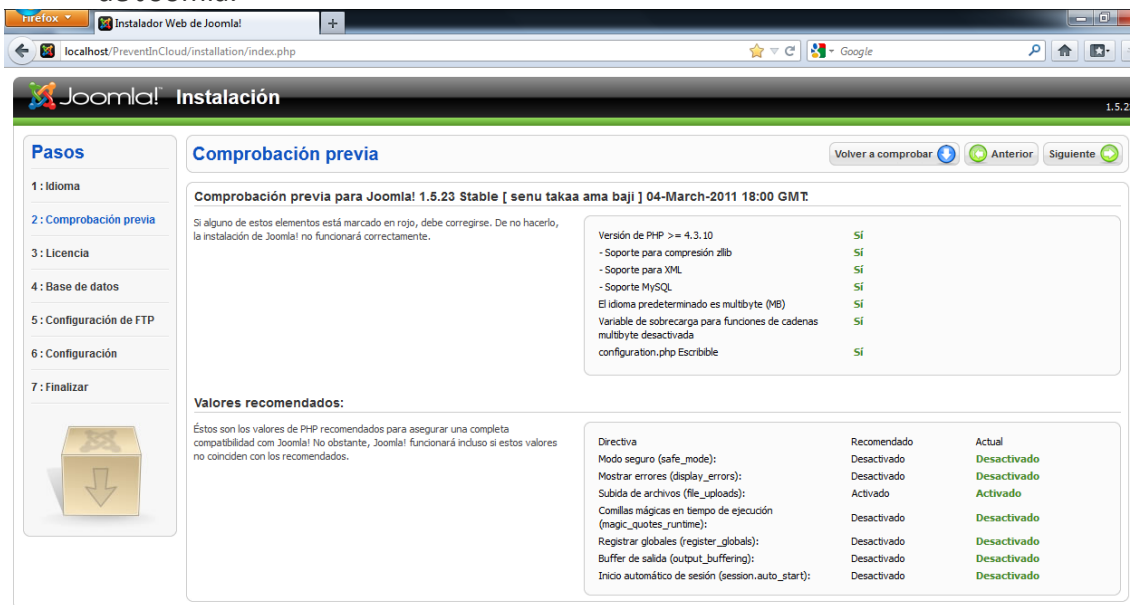 de Joomla!
Firefox
Instalador Web de Joomla!
+
localhost/PreventInCloud/installation/index.php
Google
Joomla!™ Instalación
1.5.2
Pasos
1 : Idioma
2 : Comprobación previa
3 : Licencia
4 : Base de datos
5 : Configuración de FTP
6 : Configuración
7 : Finalizar
Comprobación previa
Volver a comprobar
Anterior
Siguiente
Comprobación previa para Joomla! 1.5.23 Stable [ senu takaa ama baji ] 04-March-2011 18:00 GMT:
Si alguno de estos elementos está marcado en rojo, debe corregirse. De no hacerlo,
la instalación de Joomla! no funcionará correctamente.
Versión de PHP >= 4.3.10 Sí
- Soporte para compresión zlib Sí
- Soporte para XML Sí
- Soporte MySQL Sí
El idioma predeterminado es multibyte (MB) Sí
Variable de sobrecarga para funciones de cadenas Sí
multibyte desactivada
configuration.php Escribible Sí
Valores recomendados:
Éstos son los valores de PHP recomendados para asegurar una completa
compatibilidad com Joomla! No obstante, Joomla! funcionará incluso si estos valores
no coinciden con los recomendados.
Directiva Recomendado Actual
Modo seguro (safe_mode): Desactivado Desactivado
Mostrar errores (display_errors): Desactivado Desactivado
Subida de archivos (file_uploads): Activado Activado
Comillas mágicas en tiempo de ejecución
(magic_quotes_runtime): Desactivado Desactivado
Registrar globales (register_globals): Desactivado Desactivado
Buffer de salida (output_buffering): Desactivado Desactivado
Inicio automático de sesión (session.auto_start): Desactivado Desactivado